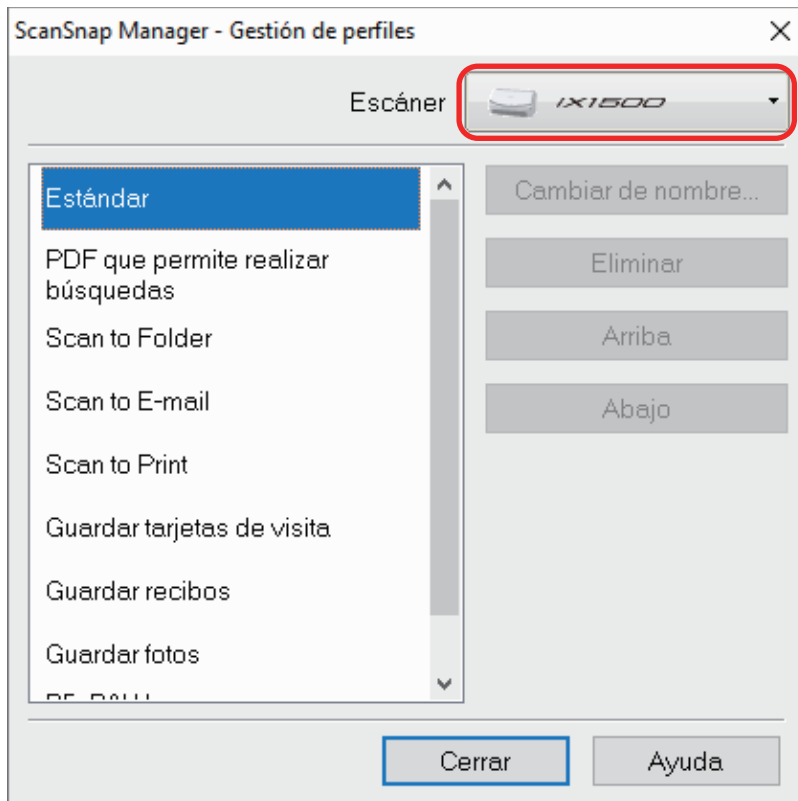 ScanSnap Manager - Gestión de perfiles
Escáner
iX1500
Estándar
PDF que permite realizar
búsquedas
Scan to Folder
Scan to E-mail
Scan to Print
Guardar tarjetas de visita
Guardar recibos
Guardar fotos
Cambiar de nombre...
Eliminar
Arriba
Abajo
Cerrar
Ayuda